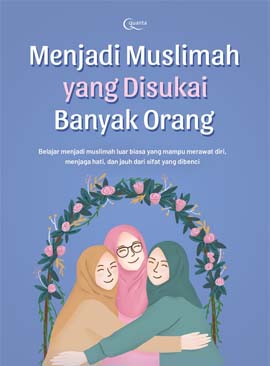 quanta
Menjadi Muslimah
yang Disukai
Banyak Orang
Belajar menjadi muslimah luar biasa yang mampu merawat diri,
menjaga hati, dan jauh dari sifat yang dibenci